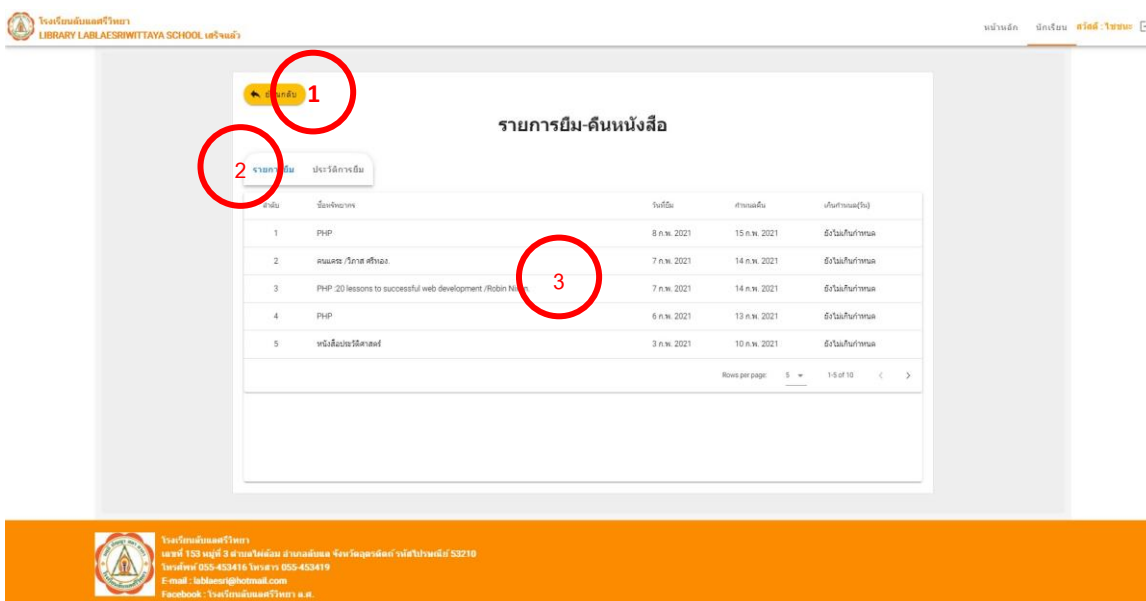 โรงเรียนลับแลศรีวิทยา
LIBRARY LABLAESRIWITTAYA SCHOOL เสร็จแล้ว
หน้าหลัก นักเรียน สวัสดี : วิชชนะ
1
รายการยืม-คืนหนังสือ
2 รายการยืม ประวัติการยืม
ลำดับ ชื่อทรัพยากร วันที่ยืม กำหนดคืน เกินกำหนด(วัน)
1 PHP 8 ก.พ. 2021 15 ก.พ. 2021 ยังไม่เกินกำหนด
2 คนแคระ /วิภาส ศรีทอง. 7 ก.พ. 2021 14 ก.พ. 2021 ยังไม่เกินกำหนด
3 PHP :20 lessons to successful web development /Robin 7 ก.พ. 2021 14 ก.พ. 2021 ยังไม่เกินกำหนด
3
4 PHP 6 ก.พ. 2021 13 ก.พ. 2021 ยังไม่เกินกำหนด
5 หนังสือประวัติศาสตร์ 3 ก.พ. 2021 10 ก.พ. 2021 ยังไม่เกินกำหนด
Rows per page: 5 1-5 of 10
โรงเรียนลับแลศรีวิทยา
เลขที่ 153 หมู่ที่ 3 ตำบลไผ่ล้อม อำเภอลับแล จังหวัดอุตรดิตถ์ รหัสไปรษณีย์ 53210
โทรศัพท์ 055-453416 โทรสาร 055-453419
E-mail : lablaesri@hotmail.com
Facebook : โรงเรียนลับแลศรีวิทยา อ.ต.